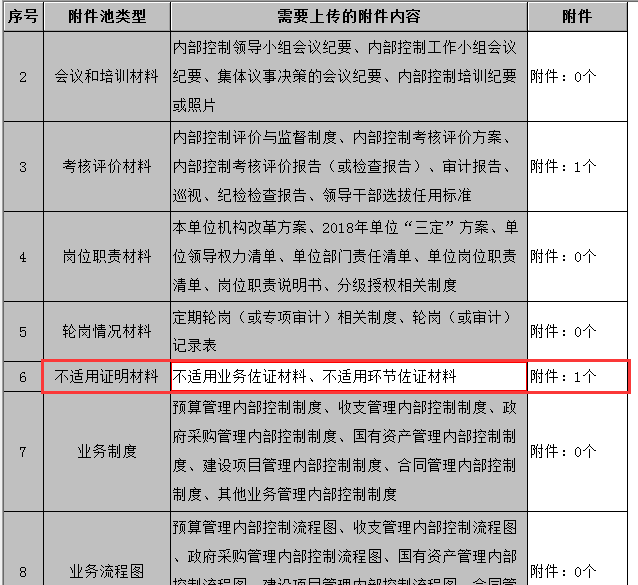 序号 附件池类型 需要上传的附件内容 附件
内部控制领导小组会议纪要、内部控制工作小组会议
2 会议和培训材料 纪要、集体议事决策的会议纪要、内部控制培训纪要 附件：0个
或照片
内部控制评价与监督制度、内部控制考核评价方案、
3 考核评价材料 内部控制考核评价报告（或检查报告）、审计报告、 附件：1个
巡视、纪检检查报告、领导干部选拔任用标准
本单位机构改革方案、2018年单位“三定”方案、单
4 岗位职责材料 位领导权力清单、单位部门责任清单、单位岗位职责 附件：0个
清单、岗位职责说明书、分级授权相关制度
5 轮岗情况材料 定期轮岗（或专项审计）相关制度、轮岗（或审计） 附件：0个
记录表
6 不适用证明材料 不适用业务佐证材料、不适用环节佐证材料 附件：1个
预算管理内部控制制度、收支管理内部控制制度、政
7 业务制度 府采购管理内部控制制度、国有资产管理内部控制制 附件：0个
度、建设项目管理内部控制制度、合同管理内部控制
制度、其他业务管理内部控制制度
预算管理内部控制流程图、收支管理内部控制流程图
、政府采购管理内部控制流程图、国有资产管理内部
8 业务流程图 控制流程图、建设项目管理内部控制流程图、合同管 附件：0个